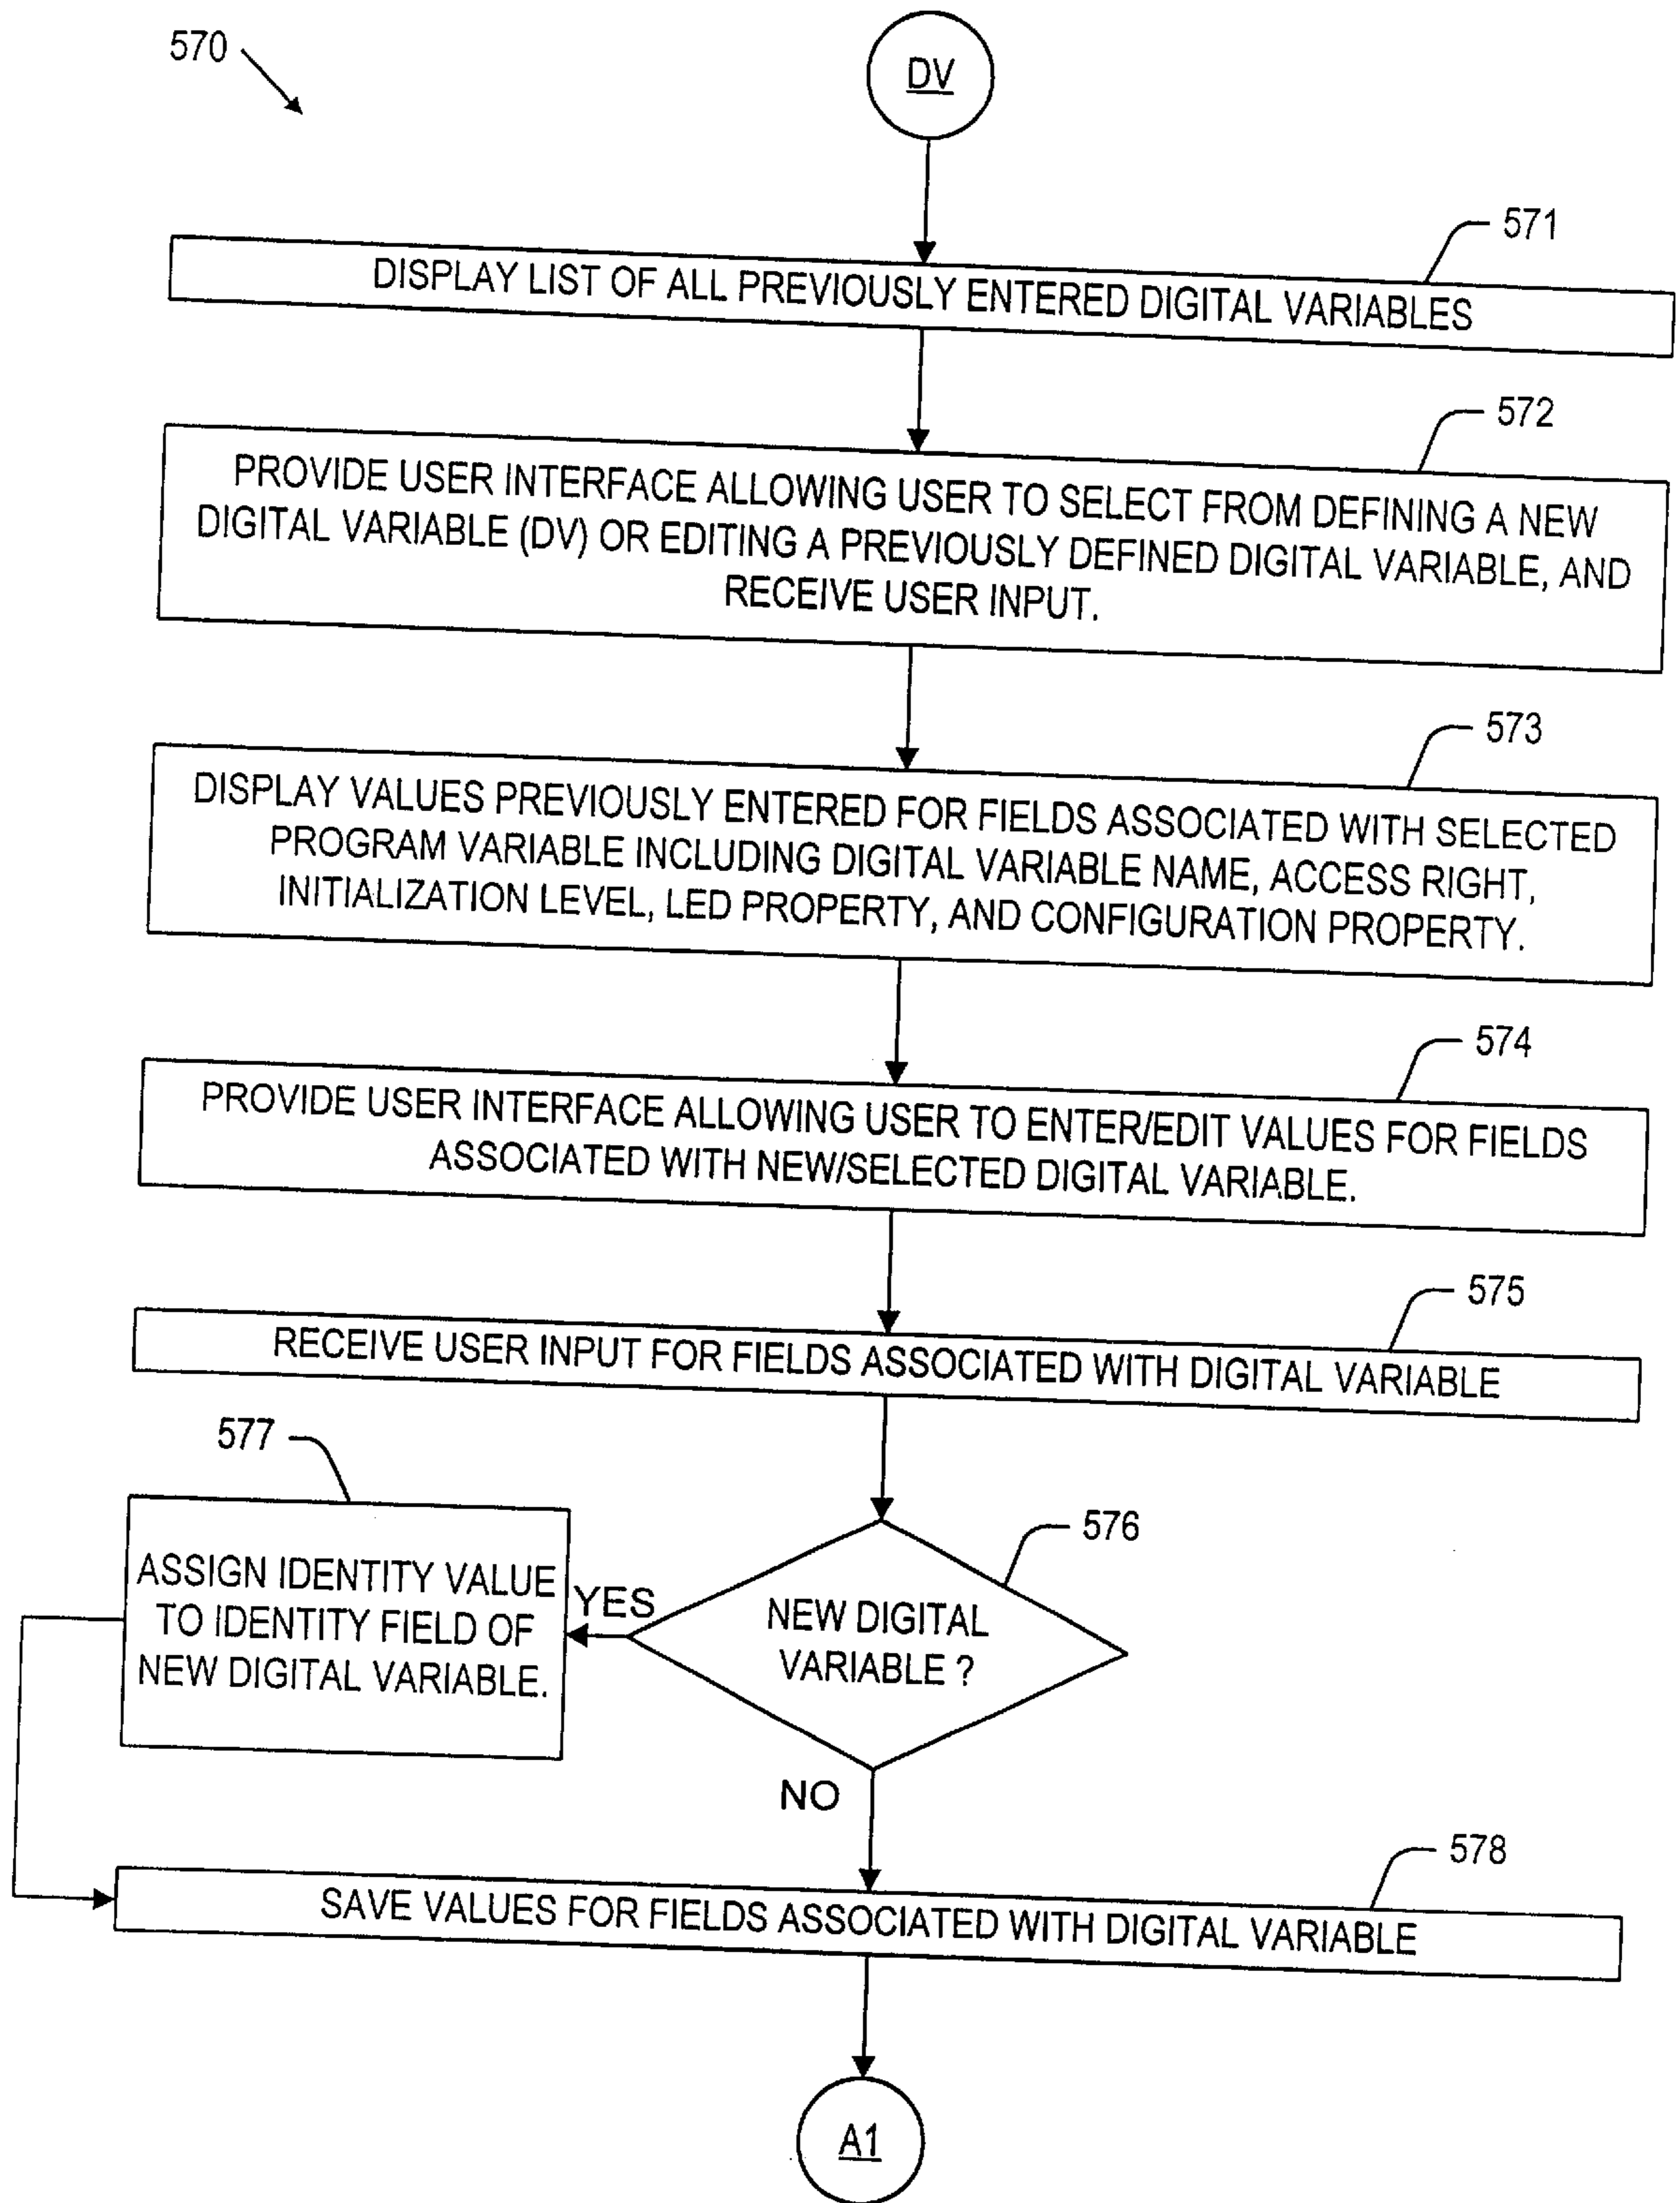 570
DV
571
DISPLAY LIST OF ALL PREVIOUSLY ENTERED DIGITAL VARIABLES
572
PROVIDE USER INTERFACE ALLOWING USER TO SELECT FROM DEFINING A NEW
DIGITAL VARIABLE (DV) OR EDITING A PREVIOUSLY DEFINED DIGITAL VARIABLE, AND
RECEIVE USER INPUT.
573
DISPLAY VALUES PREVIOUSLY ENTERED FOR FIELDS ASSOCIATED WITH SELECTED
PROGRAM VARIABLE INCLUDING DIGITAL VARIABLE NAME, ACCESS RIGHT,
INITIALIZATION LEVEL, LED PROPERTY, AND CONFIGURATION PROPERTY.
574
PROVIDE USER INTERFACE ALLOWING USER TO ENTER/EDIT VALUES FOR FIELDS
ASSOCIATED WITH NEW/SELECTED DIGITAL VARIABLE.
575
RECEIVE USER INPUT FOR FIELDS ASSOCIATED WITH DIGITAL VARIABLE
577
576
ASSIGN IDENTITY VALUE
TO IDENTITY FIELD OF
NEW DIGITAL VARIABLE.
YES
NEW DIGITAL
VARIABLE ?
NO
578
SAVE VALUES FOR FIELDS ASSOCIATED WITH DIGITAL VARIABLE
A1